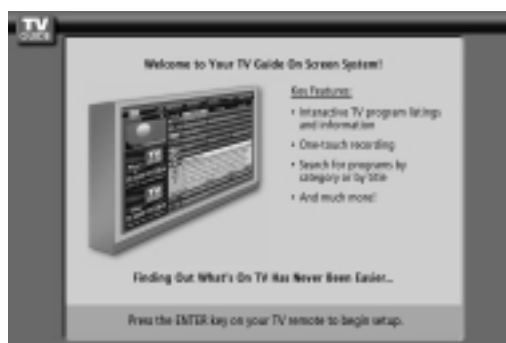 TV
GUIDE
Welcome to Your TV Guide On Screen System!
Key Features:
• Interactive TV program listings
and information
• One-touch recording
• Search for programs by
category or by title
• And much more!
Finding Out What's On TV Has Never Been Easier...
Press the ENTER key on your TV remote to begin setup.